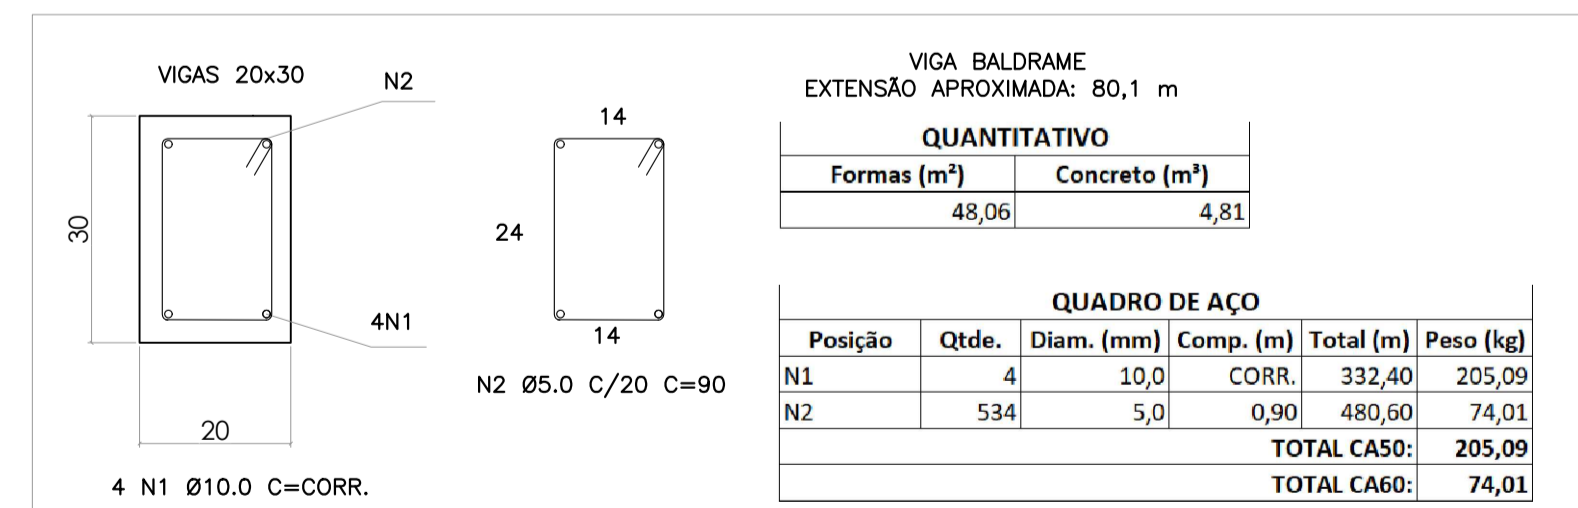 VIGAS 20x30
N2
30
4N1
20
4 N1 Ø10.0 C=CORR.
14
24
14
N2 Ø5.0 C/20 C=90
VIGA BALDRAME
EXTENSÃO APROXIMADA: 80,1 m
QUANTITATIVO
Formas (m²) Concreto (m³)
48,06 4,81
QUADRO DE AÇO
Posição Qtde. Diam. (mm) Comp. (m) Total (m) Peso (kg)
N1 4 10,0 CORR. 332,40 205,09
N2 534 5,0 0,90 480,60 74,01
TOTAL CA50: 205,09
TOTAL CA60: 74,01